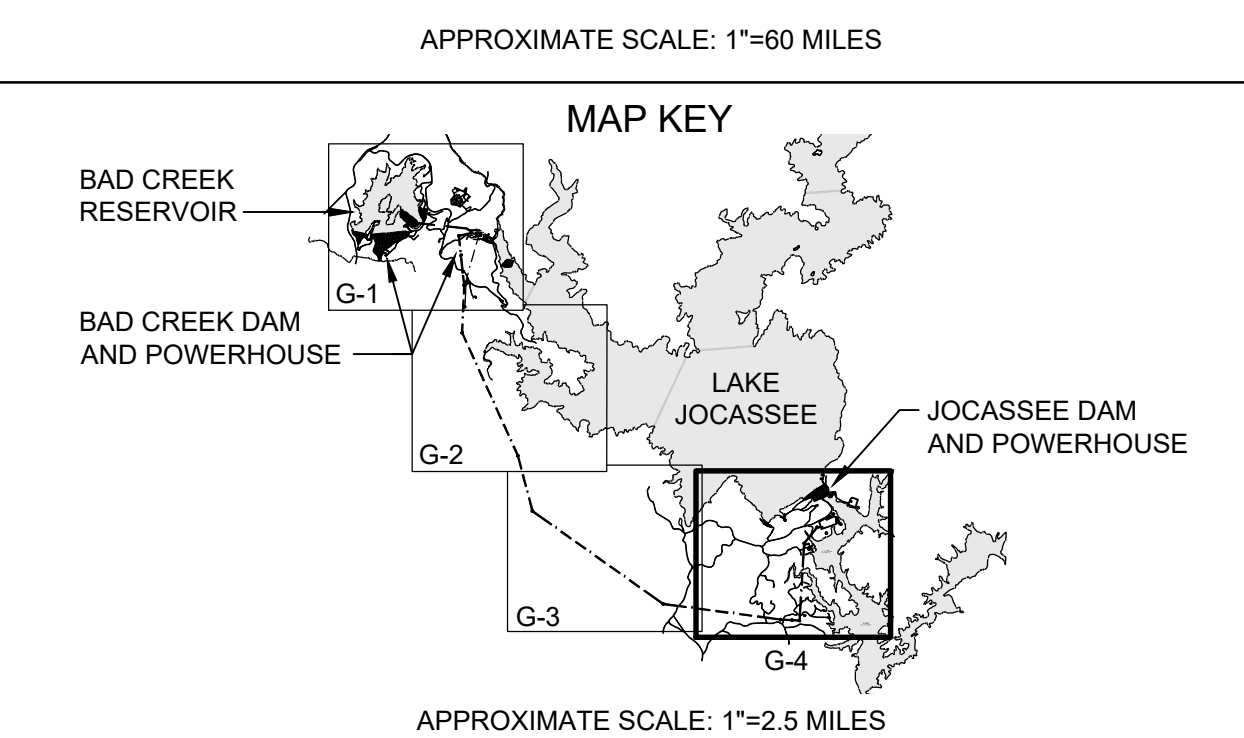 APPROXIMATE SCALE: 1"=60 MILES
MAP KEY
BAD CREEK
RESERVOIR
G-1
BAD CREEK DAM
AND POWERHOUSE
LAKE
JOCASSEE
JOCASSEE DAM
AND POWERHOUSE
G-2
G-3
G-4
APPROXIMATE SCALE: 1"=2.5 MILES